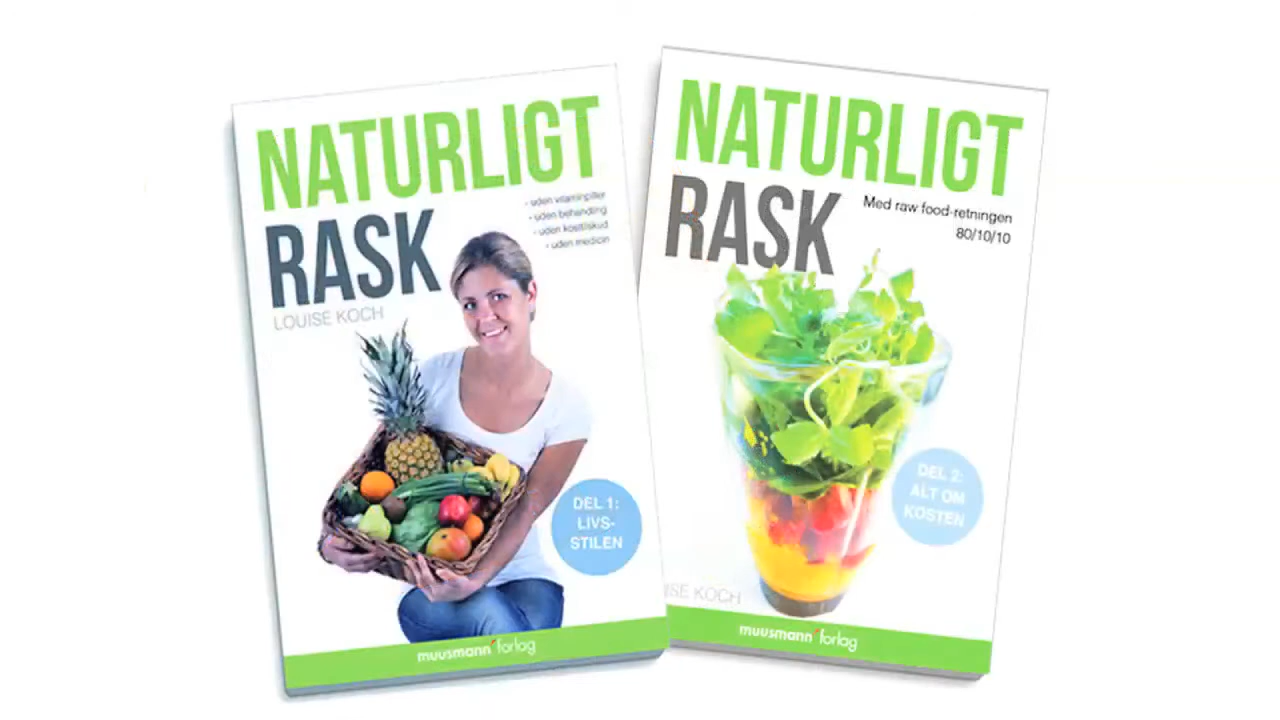 NATURLIGT
RASK
- uden vitaminpiller
- uden behandling
- uden kosttilskud
- uden medicin
LOUISE KOCH
DEL 1:
LIVS-
STILEN
muusmann forlag
NATURLIGT
RASK
Med raw food-retningen
80/10/10
DEL 2:
ALT OM
KOSTEN
ISE KOCH
muusmann forlag